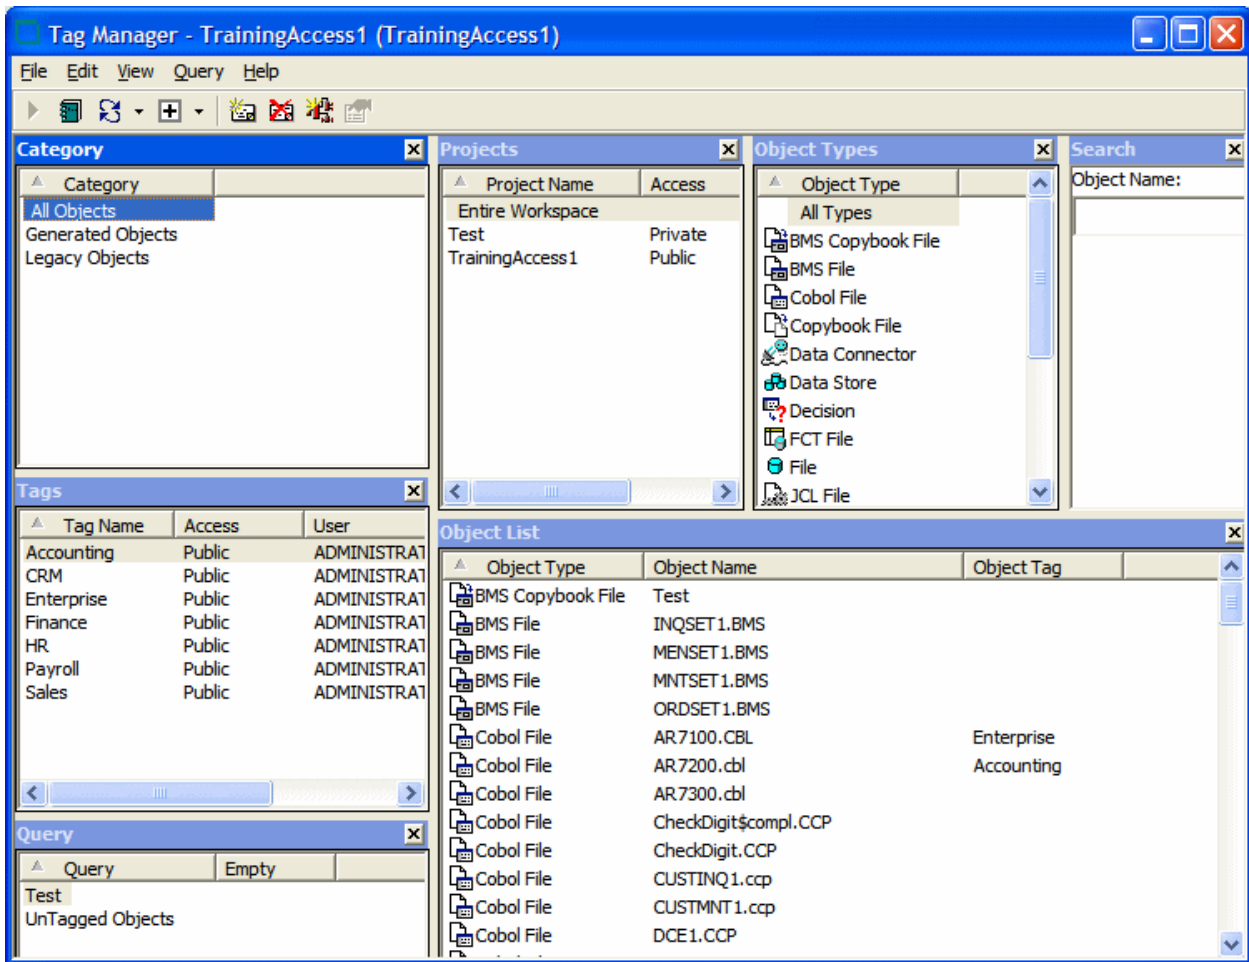 Tag Manager - TrainingAccess1 (TrainingAccess1)
File Edit View Query Help
Category
Category
All Objects
Generated Objects
Legacy Objects
Projects
Project Name Access
Entire Workspace
Test Private
TrainingAccess1 Public
Object Types
Object Type
All Types
BMS Copybook File
BMS File
Cobol File
Copybook File
Data Connector
Data Store
Decision
FCT File
File
JCL File
Search
Object Name:
Tags
Tag Name Access User
Accounting Public ADMINISTRAT
CRM Public ADMINISTRAT
Enterprise Public ADMINISTRAT
Finance Public ADMINISTRAT
HR Public ADMINISTRAT
Payroll Public ADMINISTRAT
Sales Public ADMINISTRAT
Query
Query Empty
Test
UnTagged Objects
Object List
Object Type Object Name Object Tag
BMS Copybook File Test
BMS File INQSET1.BMS
BMS File MENSET1.BMS
BMS File MNTSET1.BMS
BMS File ORDSET1.BMS
Cobol File AR7100.CBL Enterprise
Cobol File AR7200.cbl Accounting
Cobol File AR7300.cbl
Cobol File CheckDigit$compl.CCP
Cobol File CheckDigit.CCP
Cobol File CUSTINQ1.ccp
Cobol File CUSTMNT1.ccp
Cobol File DCE1.CCP